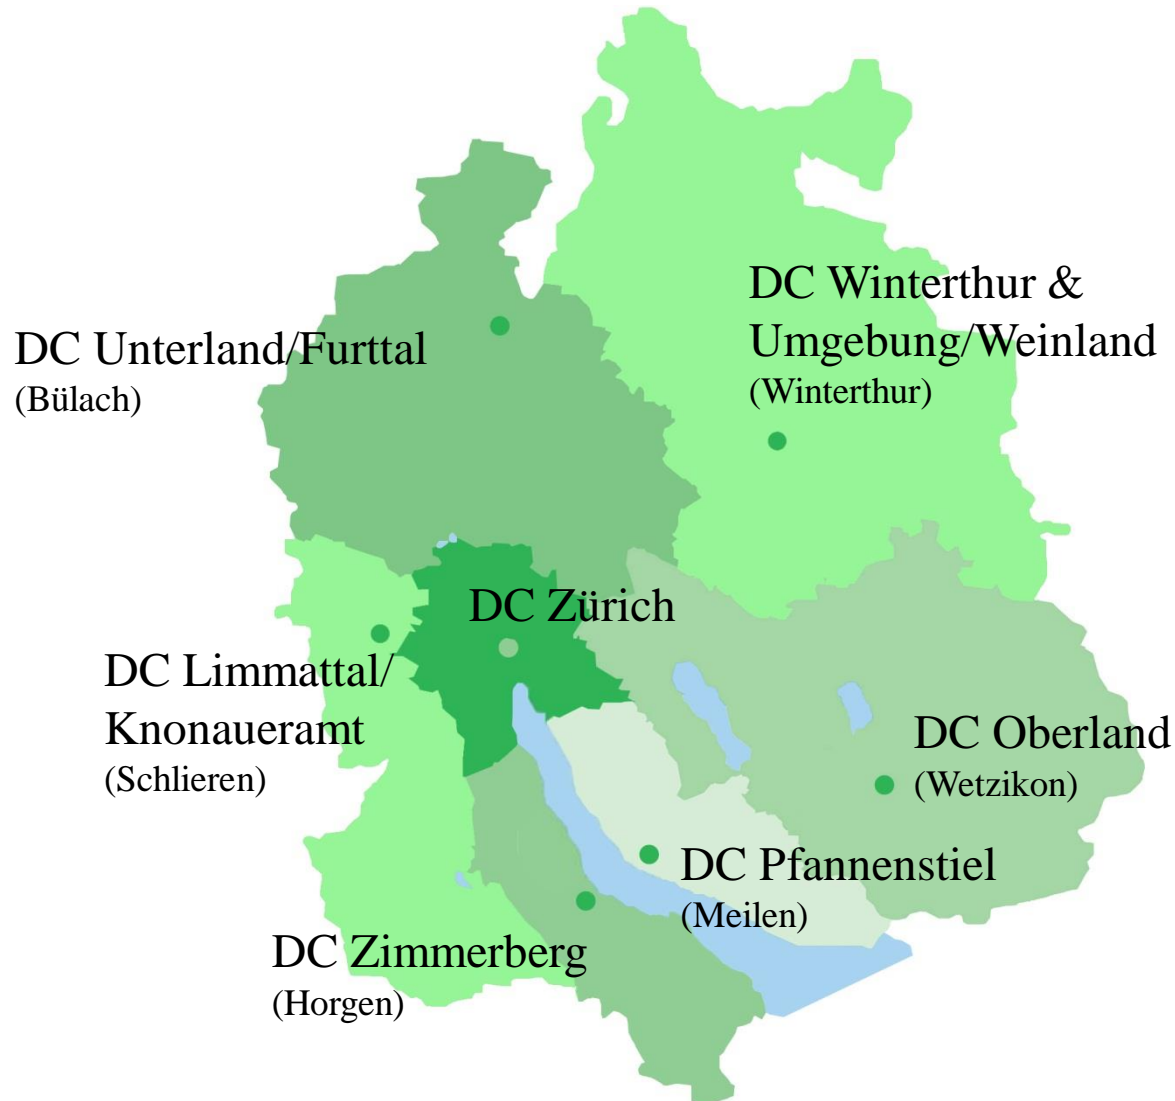 DC Winterthur &
Umgebung/Weinland
(Winterthur)
DC Unterland/Furttal
(Bülach)
DC Zürich
DC Limmattal/
Knonaueramt
(Schlieren)
DC Oberland
(Wetzikon)
DC Pfannenstiel
(Meilen)
DC Zimmerberg
(Horgen)